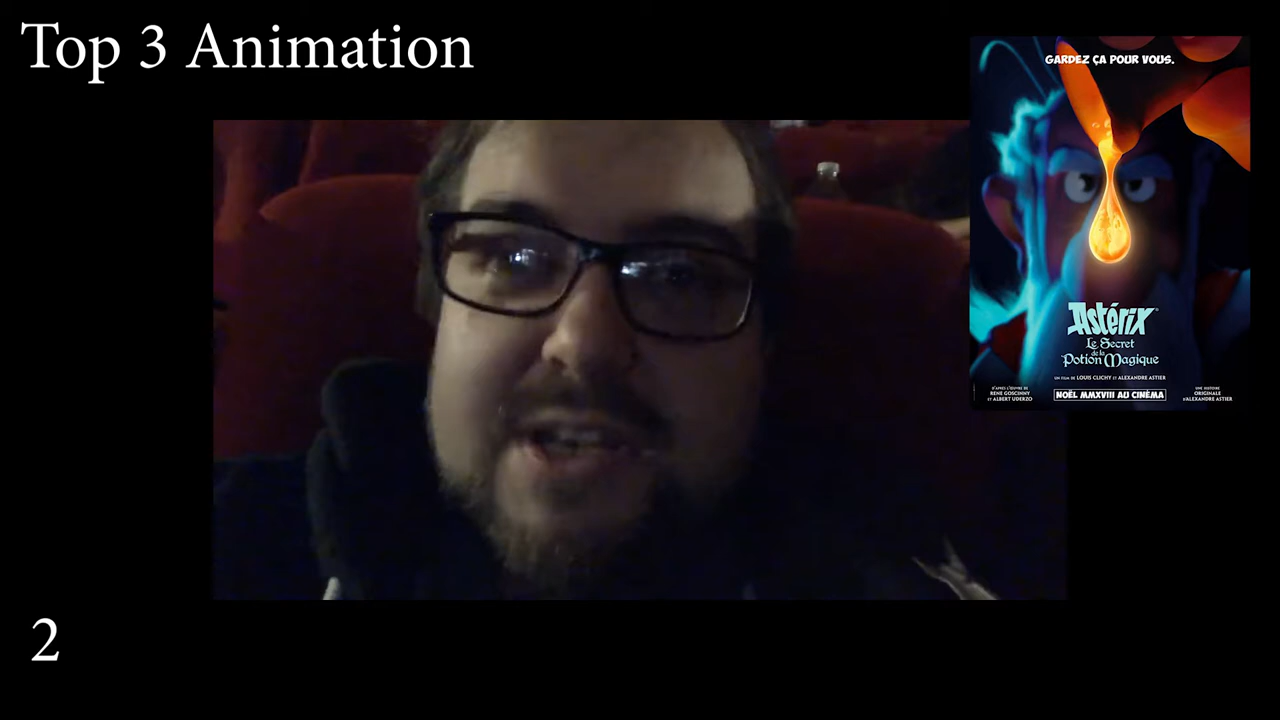 Top 3 Animation
GARDEZ ÇA POUR VOUS.
Astérix
Le Secret
de la
Potion Magique
UN FILM DE LOUIS CLICHY ET ALEXANDRE ASTIER
D'APRÈS L'ŒUVRE DE
RENÉ GOSCINNY
ET ALBERT UDERZO
NOËL MMXVIII AU CINÉMA
UNE HISTOIRE
ORIGINALE
D'ALEXANDRE ASTIER
2